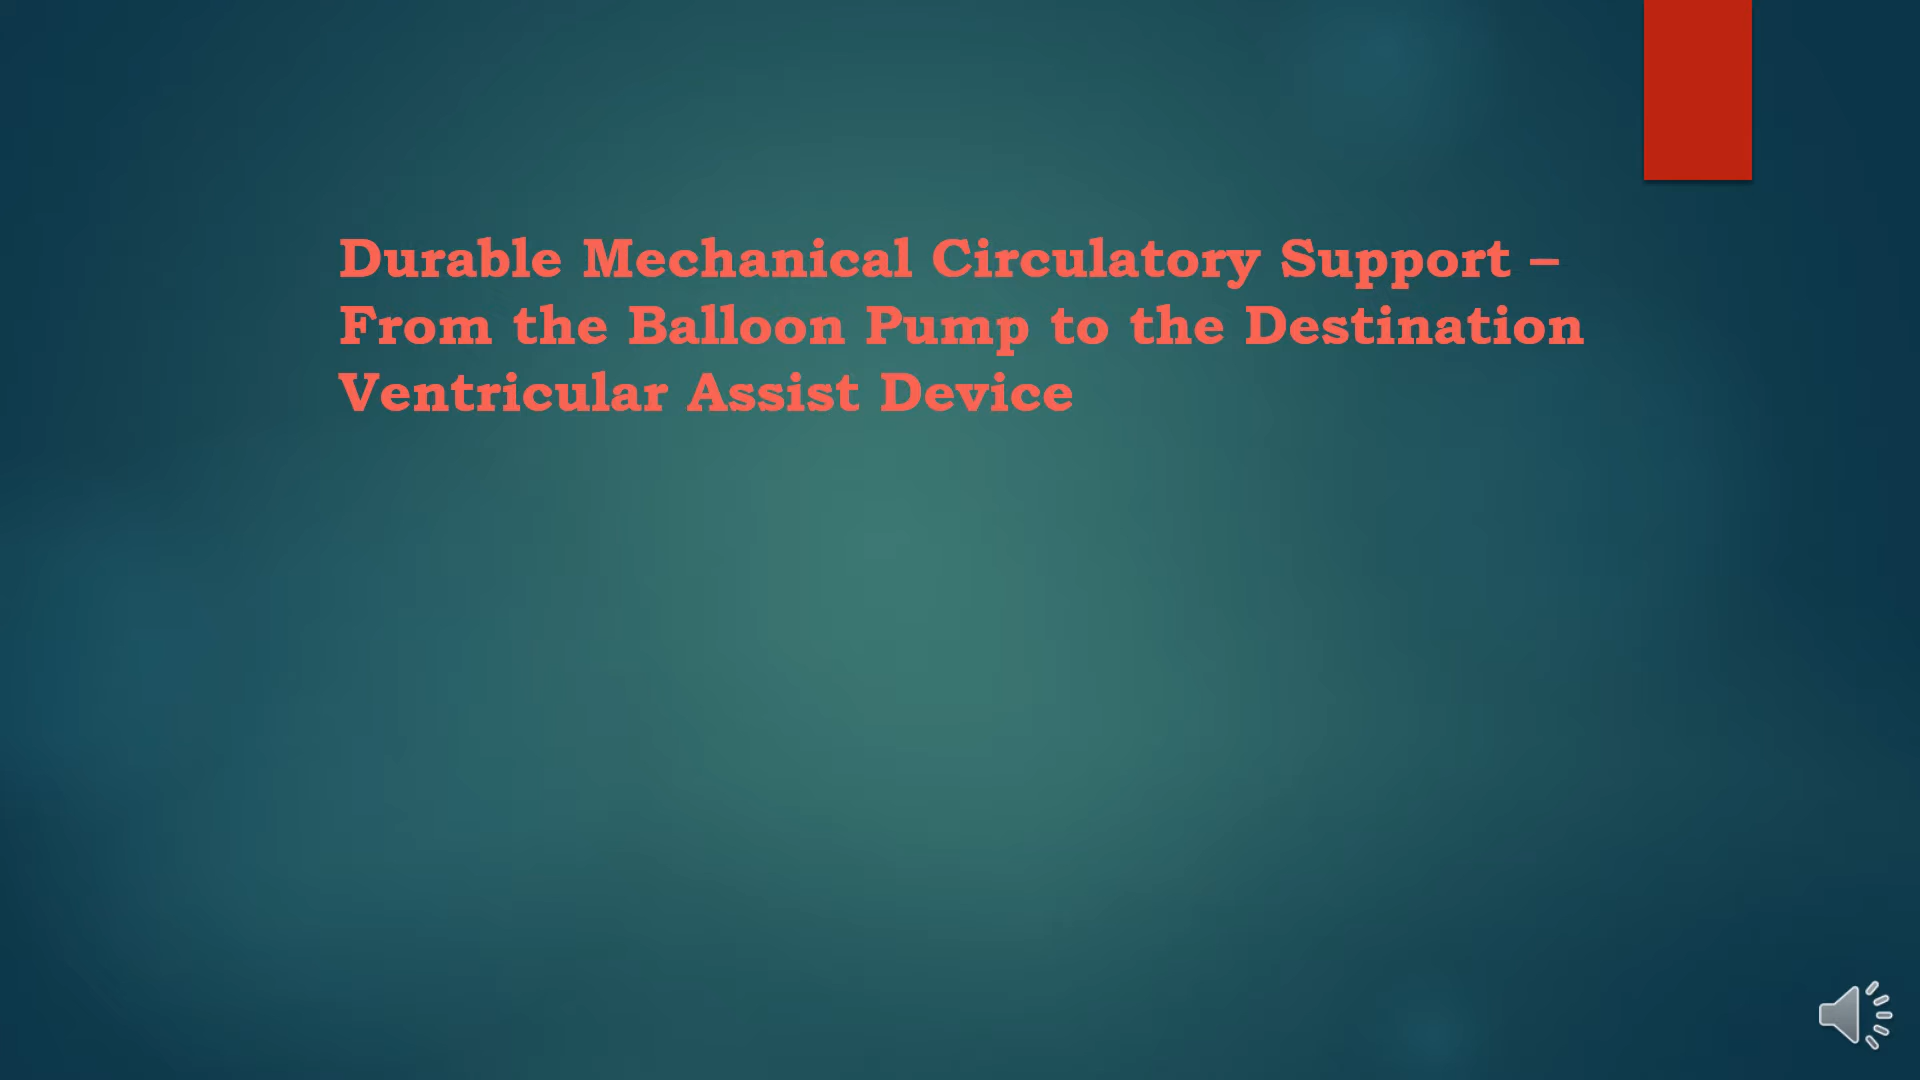 Durable Mechanical Circulatory Support –
From the Balloon Pump to the Destination
Ventricular Assist Device